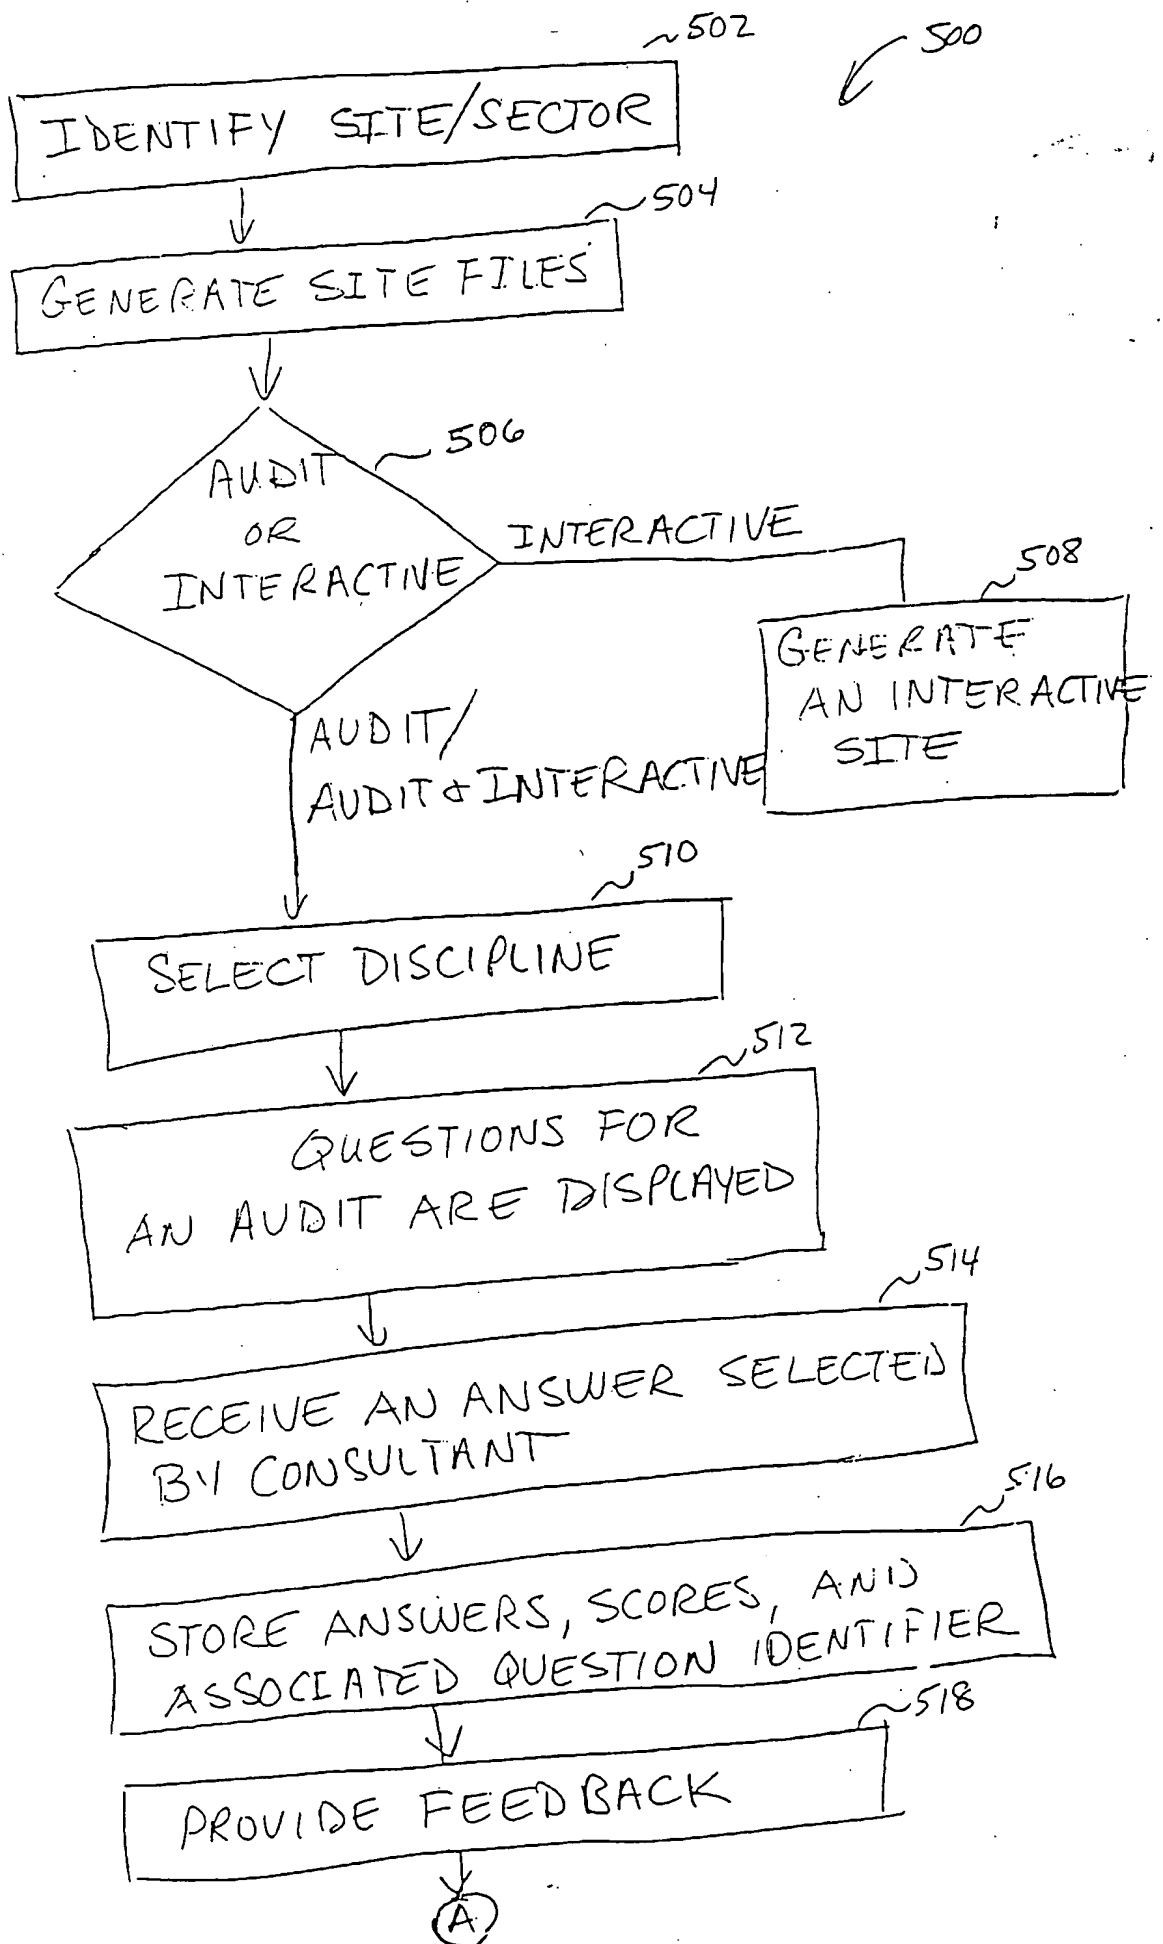 502
500
IDENTIFY SITE/SECTOR
504
GENERATE SITE FILES
506
AUDIT
OR
INTERACTIVE
INTERACTIVE
508
GENERATE
AN INTERACTIVE
SITE
AUDIT/
AUDIT & INTERACTIVE
510
SELECT DISCIPLINE
512
QUESTIONS FOR
AN AUDIT ARE DISPLAYED
514
RECEIVE AN ANSWER SELECTED
BY CONSULTANT
516
STORE ANSWERS, SCORES, AND
ASSOCIATED QUESTION IDENTIFIER
518
PROVIDE FEEDBACK
A